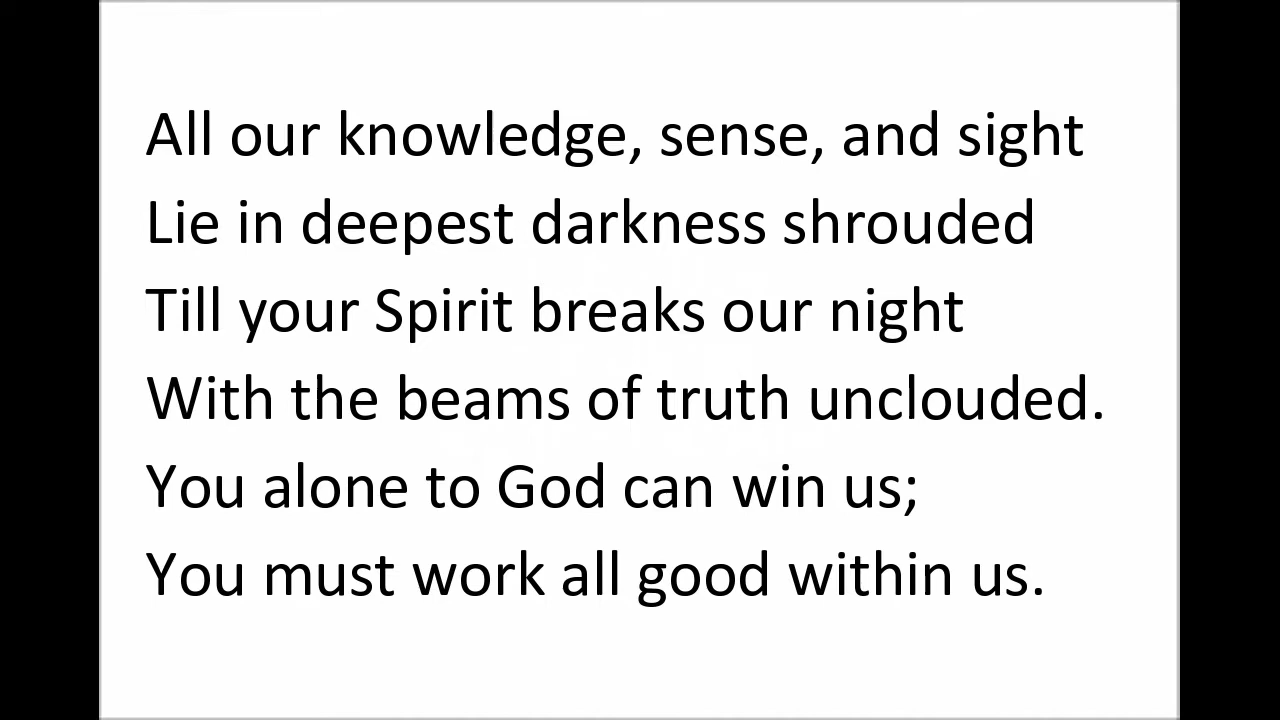 All our knowledge, sense, and sight
Lie in deepest darkness shrouded
Till your Spirit breaks our night
With the beams of truth unclouded.
You alone to God can win us;
You must work all good within us.